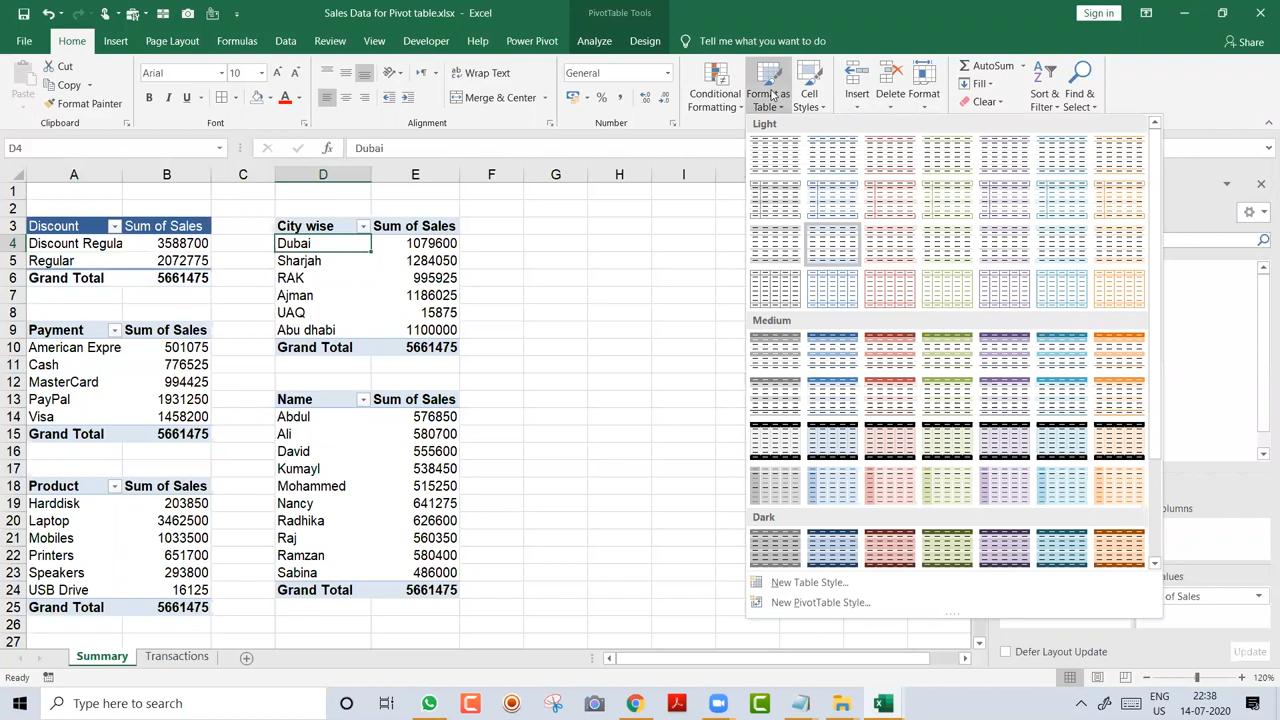 Sales Data for Pivot table.xlsx - Excel
PivotTable Tools
Sign in
File Home Insert Page Layout Formulas Data Review View Developer Help Power Pivot Analyze Design Tell me what you want to do Share
Paste
Cut
Copy
Format Painter
Clipboard
Arial 10
B I U
Font
Wrap Text
Merge & Center
Alignment
General
Number
Conditional Formatting
Format as Table
Cell Styles
Insert
Delete
Format
AutoSum
Fill
Clear
Sort & Filter
Find & Select
D4
Dubai
A B C D E F G H I J
1
2
3 Discount Sum of Sales City wise Sum of Sales
4 Discount Regula 3588700 Dubai 1079600
5 Regular 2072775 Sharjah 1284050
6 Grand Total 5661475 RAK 995925
7 Ajman 1186025
8 UAQ 15875
9 Payment Sum of Sales Abu dhabi 1100000
10 American Ex 1501075 Grand Total 5661475
11 Cash 776525
12 MasterCard 994425
13 PayPal 931250 Name Sum of Sales
14 Visa 1458200 Abdul 576850
15 Grand Total 5661475 Ali 580700
16 David 555600
17 Kumayl 538450
18 Product Sum of Sales Mohammed 515250
19 Harddisk 203850 641275
20 Laptop 3462500 Radhika 626600
21 Mobiles 1033500 Raj
22 Printers 651700 Ramzan 580400
23 Speakers 293800 Sabina 486000
24 USB Drive 16125 Grand Total 5661475
25 Grand Total 5661475
26
27
Light
Medium
Dark
New Table Style...
New PivotTable Style...
Columns
Values
of Sales
Defer Layout Update
Update
Summary Transactions
Ready
120%
Type here to search
ENG
US
22:38
14-07-2020